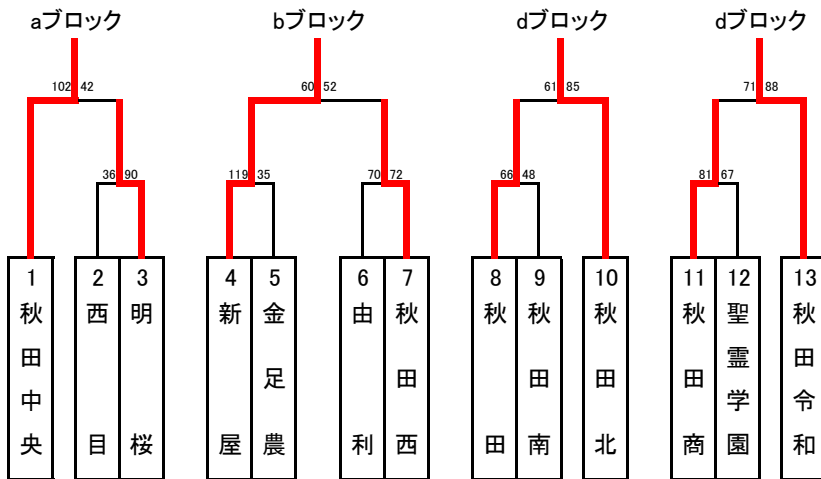 aブロック
bブロック
dブロック
dブロック
102 42
60 52
61 85
71 88
36 90
119 35
70 72
66 48
81 67
1
2
3
4
5
6
7
8
9
10
11
12
13
秋田中央
西目
明桜
新屋
金足農
由利
秋田西
秋田
秋田南
秋田北
秋田商
聖霊学園
秋田令和